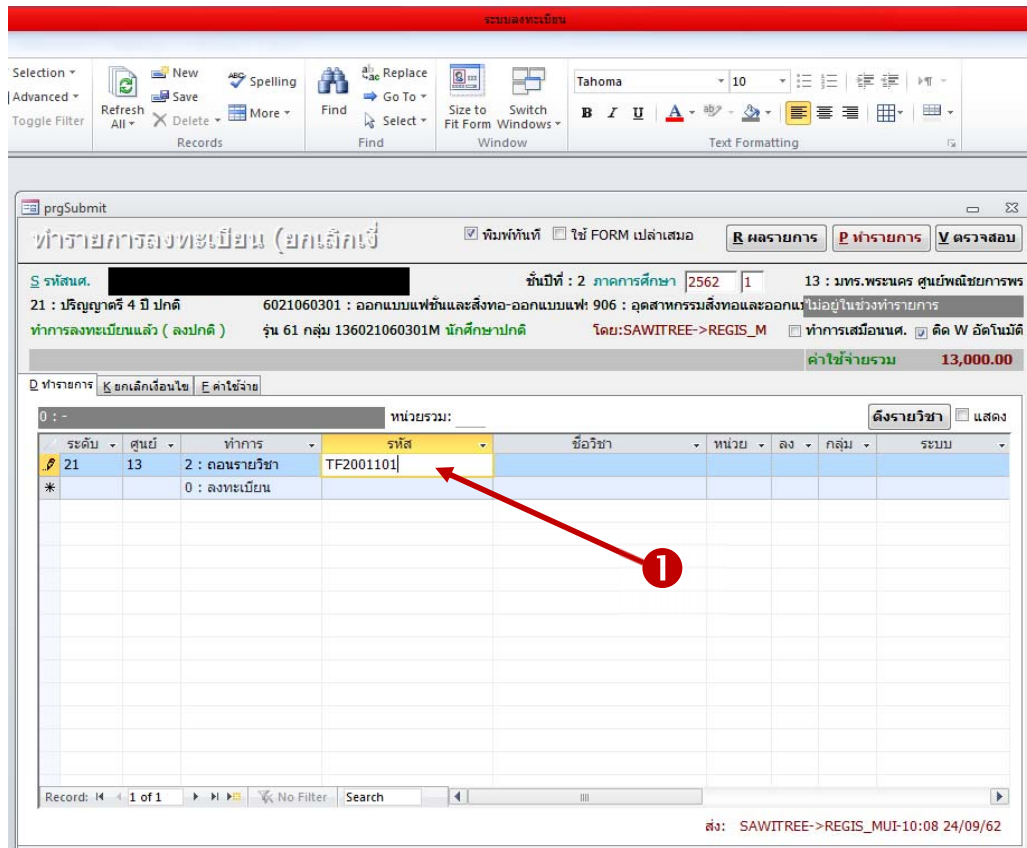 ระบบลงทะเบียน
Selection New Spelling Replace Tahoma 10
Advanced Save Go To
Toggle Filter Refresh All Delete More Find Select Size to Fit Form Switch Windows B I U A
Records Find Window Text Formatting
prgSubmit
ทำรายการลงทะเบียน (ยกเลิกเงื่ พิมพ์ทันที ใช้ FORM เปล่าเสมอ R ผลรายการ P ทำรายการ V ตรวจสอบ
S รหัสนศ. ชั้นปีที่ : 2 ภาคการศึกษา 2562 1 13 : มทร.พระนคร ศูนย์พณิชยการพร
21 : ปริญญาตรี 4 ปี ปกติ 6021060301 : ออกแบบแฟชั่นและสิ่งทอ-ออกแบบแฟ 906 : อุตสาหกรรมสิ่งทอและออกแ ไม่อยู่ในช่วงทำรายการ
ทำการลงทะเบียนแล้ว ( ลงปกติ ) รุ่น 61 กลุ่ม 136021060301M นักศึกษาปกติ โดย:SAWITREE->REGIS_M ทำการเสมือนนศ. ติด W อัตโนมัติ
ค่าใช้จ่ายรวม 13,000.00
D ทำรายการ K ยกเลิกเงื่อนไข F ค่าใช้จ่าย
0 : - หน่วยรวม: ดึงรายวิชา แสดง
ระดับ ศูนย์ ทำการ รหัส ชื่อวิชา หน่วย ลง กลุ่ม ระบบ
21 13 2 : ถอนรายวิชา TF2001101
0 : ลงทะเบียน
1
Record: 1 of 1 No Filter Search
ส่ง: SAWITREE->REGIS_MUI-10:08 24/09/62